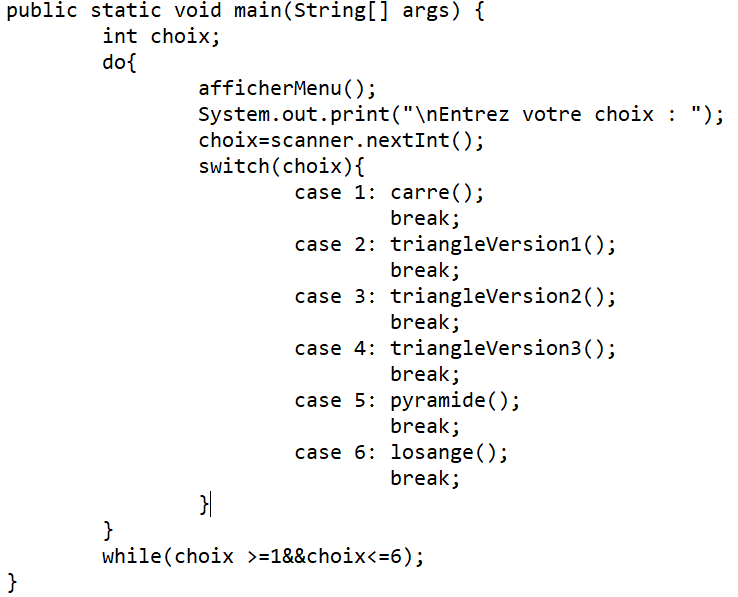 public static void main(String[] args) {
        int choix;
        do{
                afficherMenu();
                System.out.print("\nEntrez votre choix : ");
                choix=scanner.nextInt();
                switch(choix){
                        case 1: carre();
                                break;
                        case 2: triangleVersion1();
                                break;
                        case 3: triangleVersion2();
                                break;
                        case 4: triangleVersion3();
                                break;
                        case 5: pyramide();
                                break;
                        case 6: losange();
                                break;
                }
        }
        while(choix >=1&&choix<=6);
}